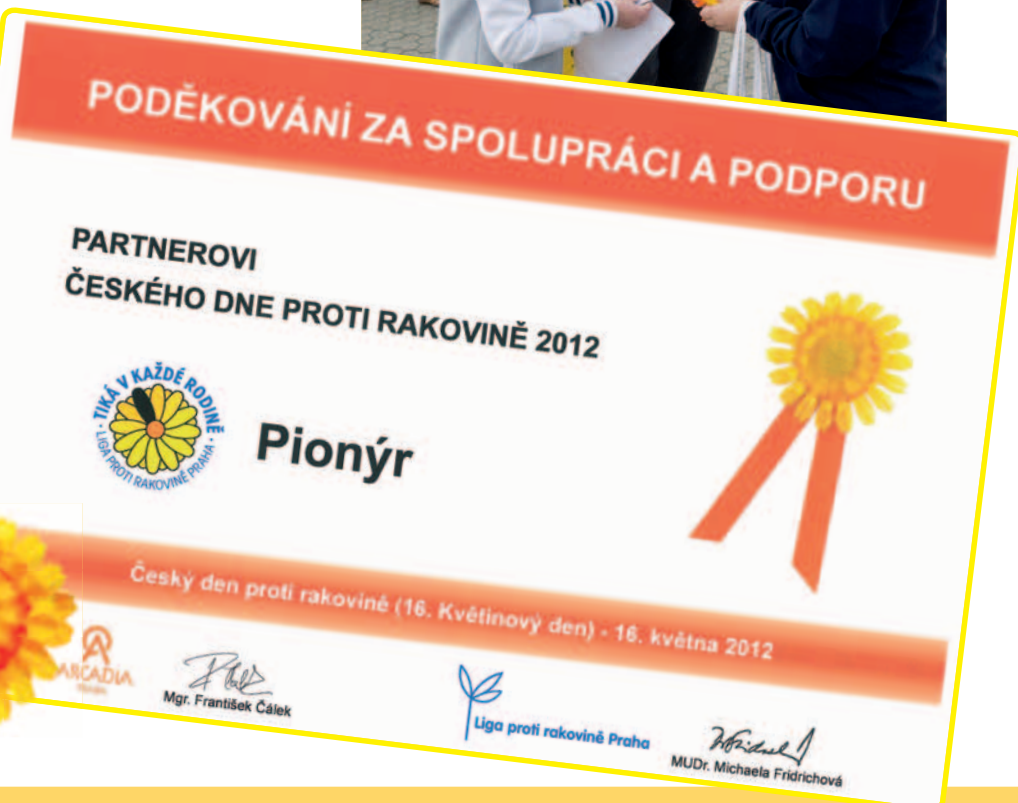 PODĚKOVÁNÍ ZA SPOLUPRÁCI A PODPORU
PARTNEROVI
ČESKÉHO DNE PROTI RAKOVINĚ 2012
TIKÁ V KAŽDÉ RODINĚ
LIGA PROTI RAKOVINĚ PRAHA
Pionýr
Český den proti rakovině (16. Květinový den) - 16. května 2012
ARCADIA
PRAHA
Mgr. František Čálek
Liga proti rakovině Praha
MUDr. Michaela Fridrichová